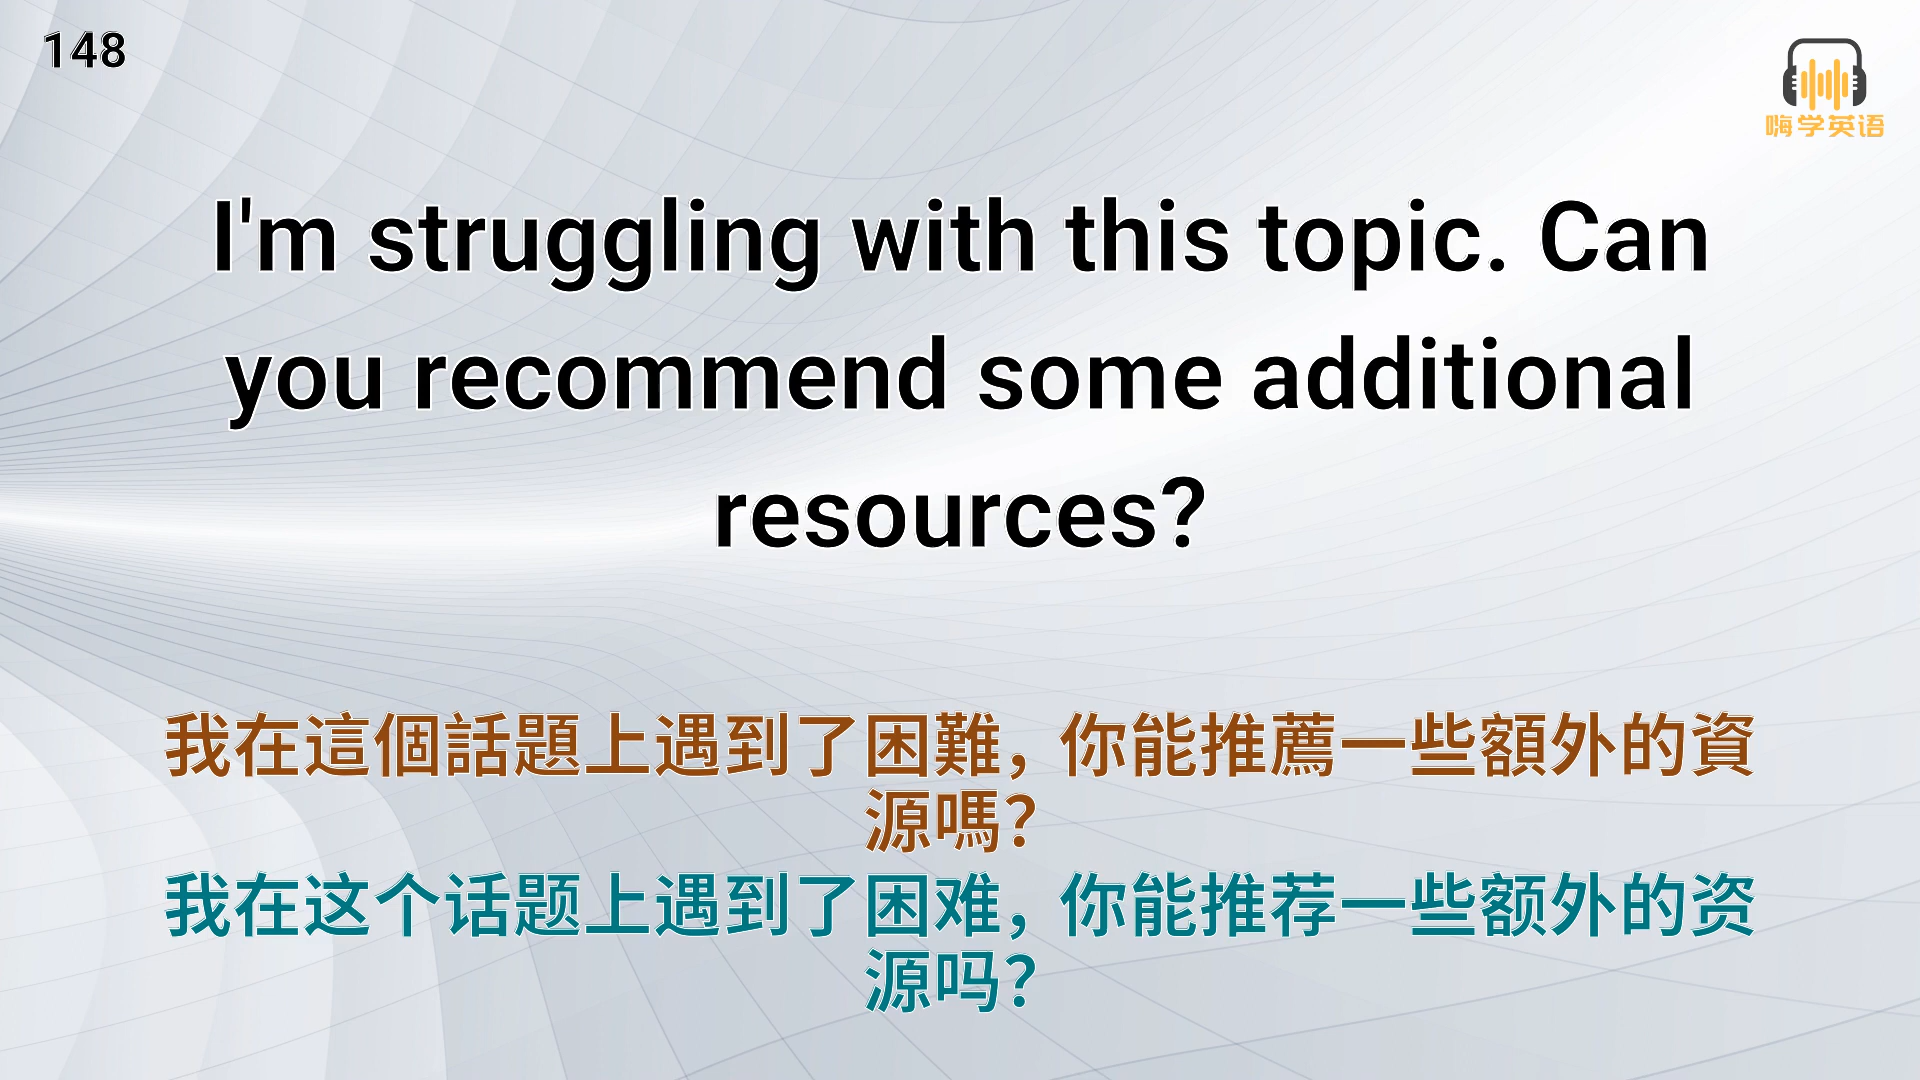 148
嗨学英语
I'm struggling with this topic. Can
you recommend some additional
resources?
我在這個話題上遇到了困難，你能推薦一些額外的資
源嗎？
我在这个话题上遇到了困难，你能推荐一些额外的资
源吗？